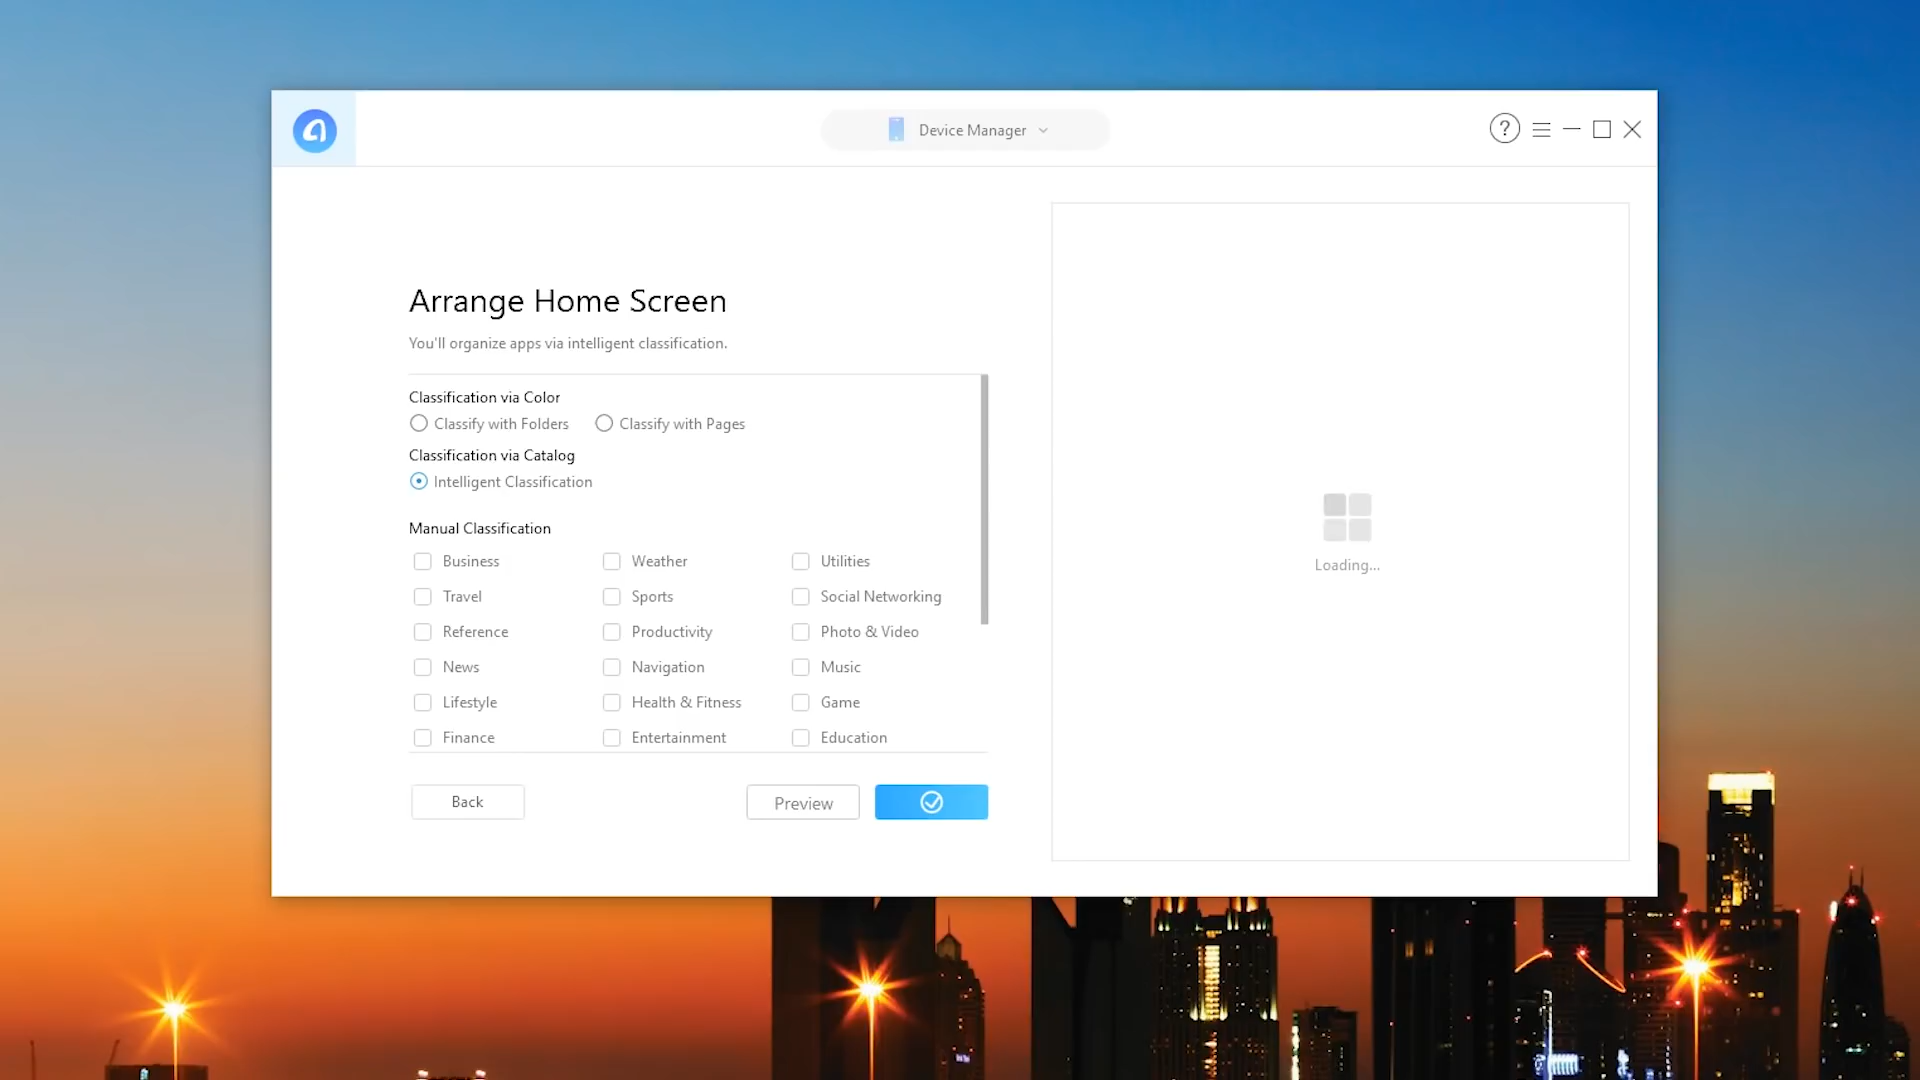 Device Manager
?
Arrange Home Screen
You'll organize apps via intelligent classification.
Classification via Color
Classify with Folders
Classify with Pages
Classification via Catalog
Intelligent Classification
Manual Classification
Business
Weather
Utilities
Travel
Sports
Social Networking
Reference
Productivity
Photo & Video
News
Navigation
Music
Lifestyle
Health & Fitness
Game
Finance
Entertainment
Education
Back
Preview
Loading...